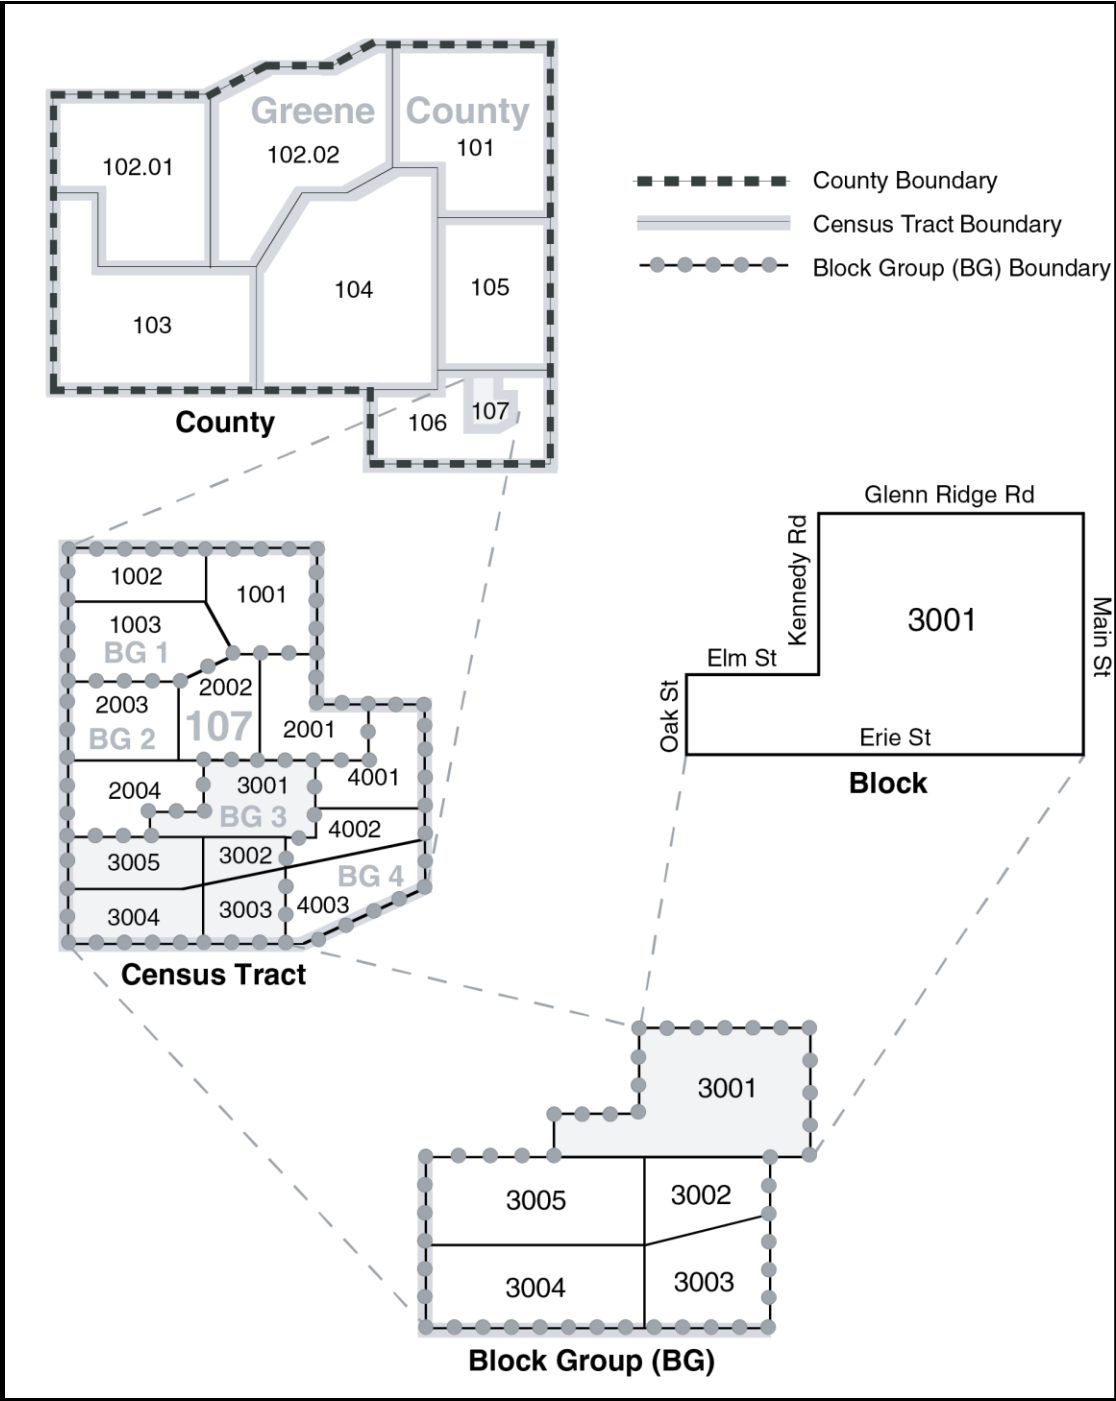 Greene County
102.01
102.02
101
103
104
105
106
107
County
County Boundary
Census Tract Boundary
Block Group (BG) Boundary
Glenn Ridge Rd
Kennedy Rd
3001
Main St
Elm St
Oak St
Erie St
Block
1002
1001
1003
BG 1
2003
2002
BG 2
107
2001
2004
3001
4001
BG 3
4002
3005
3002
BG 4
3004
3003
4003
Census Tract
3001
3005
3002
3004
3003
Block Group (BG)